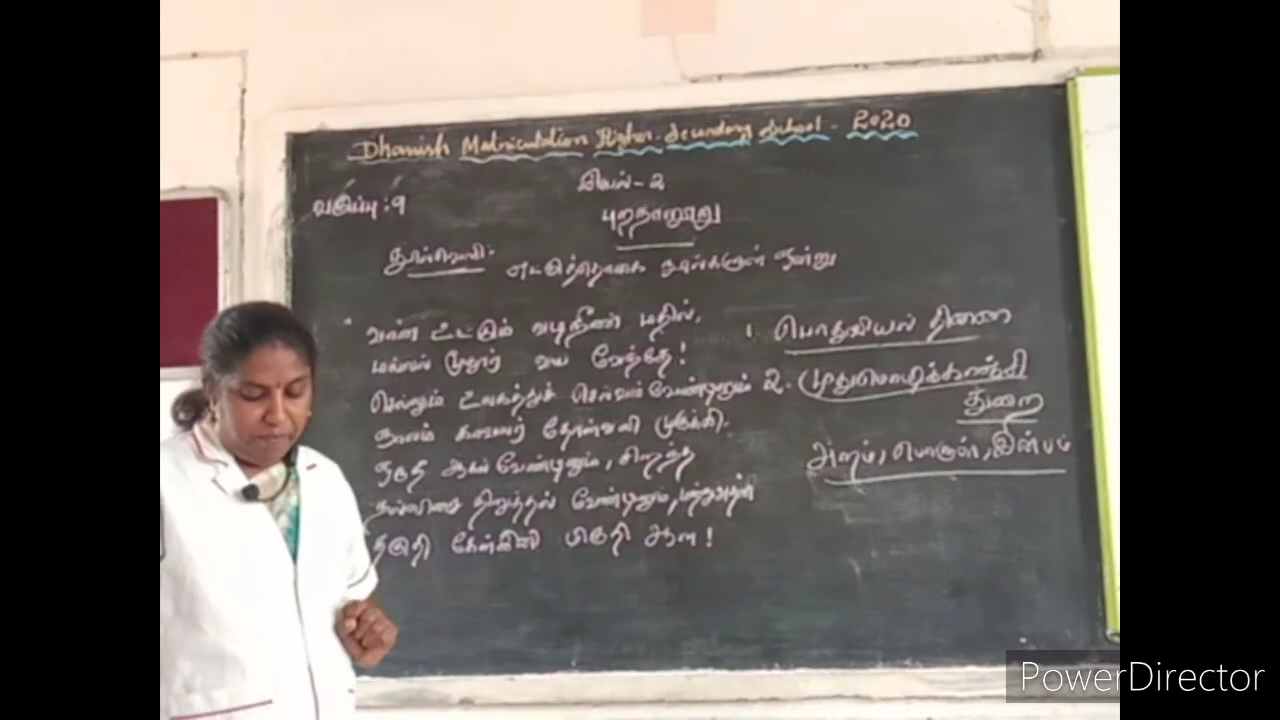 Dhanish Matriculation Higher Secondary School - 2020
இயல் - 2
வகுப்பு : 9
புறநானூறு
நூல்வெளி:-
எட்டுத்தொகை நூல்களுள் ஒன்று
வான் உட்கும் வடிநீண் மதில்,
மல்லல் மூதூர் வய வேந்தே!
செல்லும் உலகத்துச் செல்வம் வேண்டினும்
ஞாலம் காவலர் தோள்வலி முருக்கி,
ஒருநீ ஆகல் வேண்டினும், சிறந்த
நல்லிசை நிறுத்தல் வேண்டினும், மற்றுஅதன்
தகுதி கேள்இனி மிகுதி ஆள!
1. பொதுவியல் திணை
2. முதுமொழிக்காஞ்சி
துறை
அறம், பொருள், இன்பம்
PowerDirector